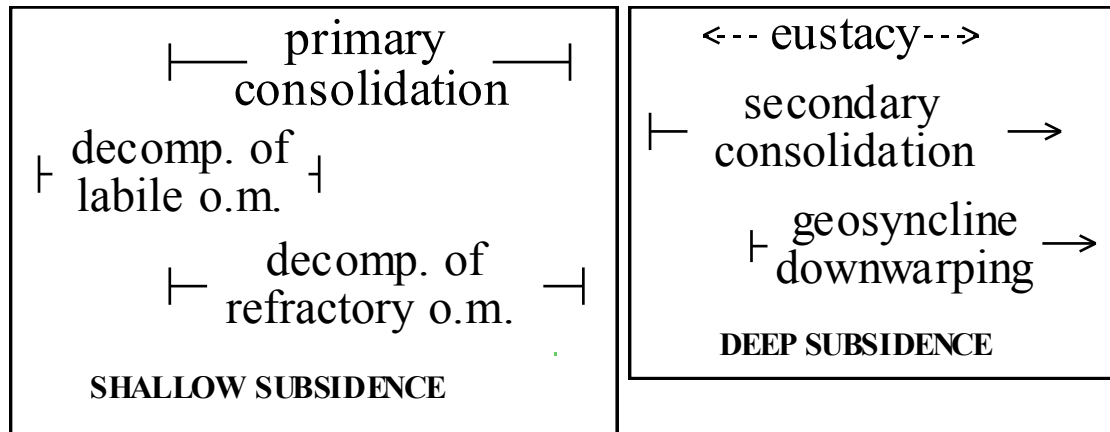 primary
consolidation
decomp. of
labile o.m.
decomp. of
refractory o.m.
SHALLOW SUBSIDENCE
eustacy
secondary
consolidation
geosyncline
downwarping
DEEP SUBSIDENCE